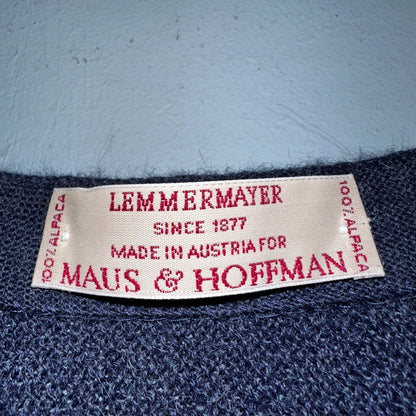 LEMMERMAYER
SINCE 1877
MADE IN AUSTRIA FOR
MAUS & HOFFMAN
100% ALPACA
100% ALPACA